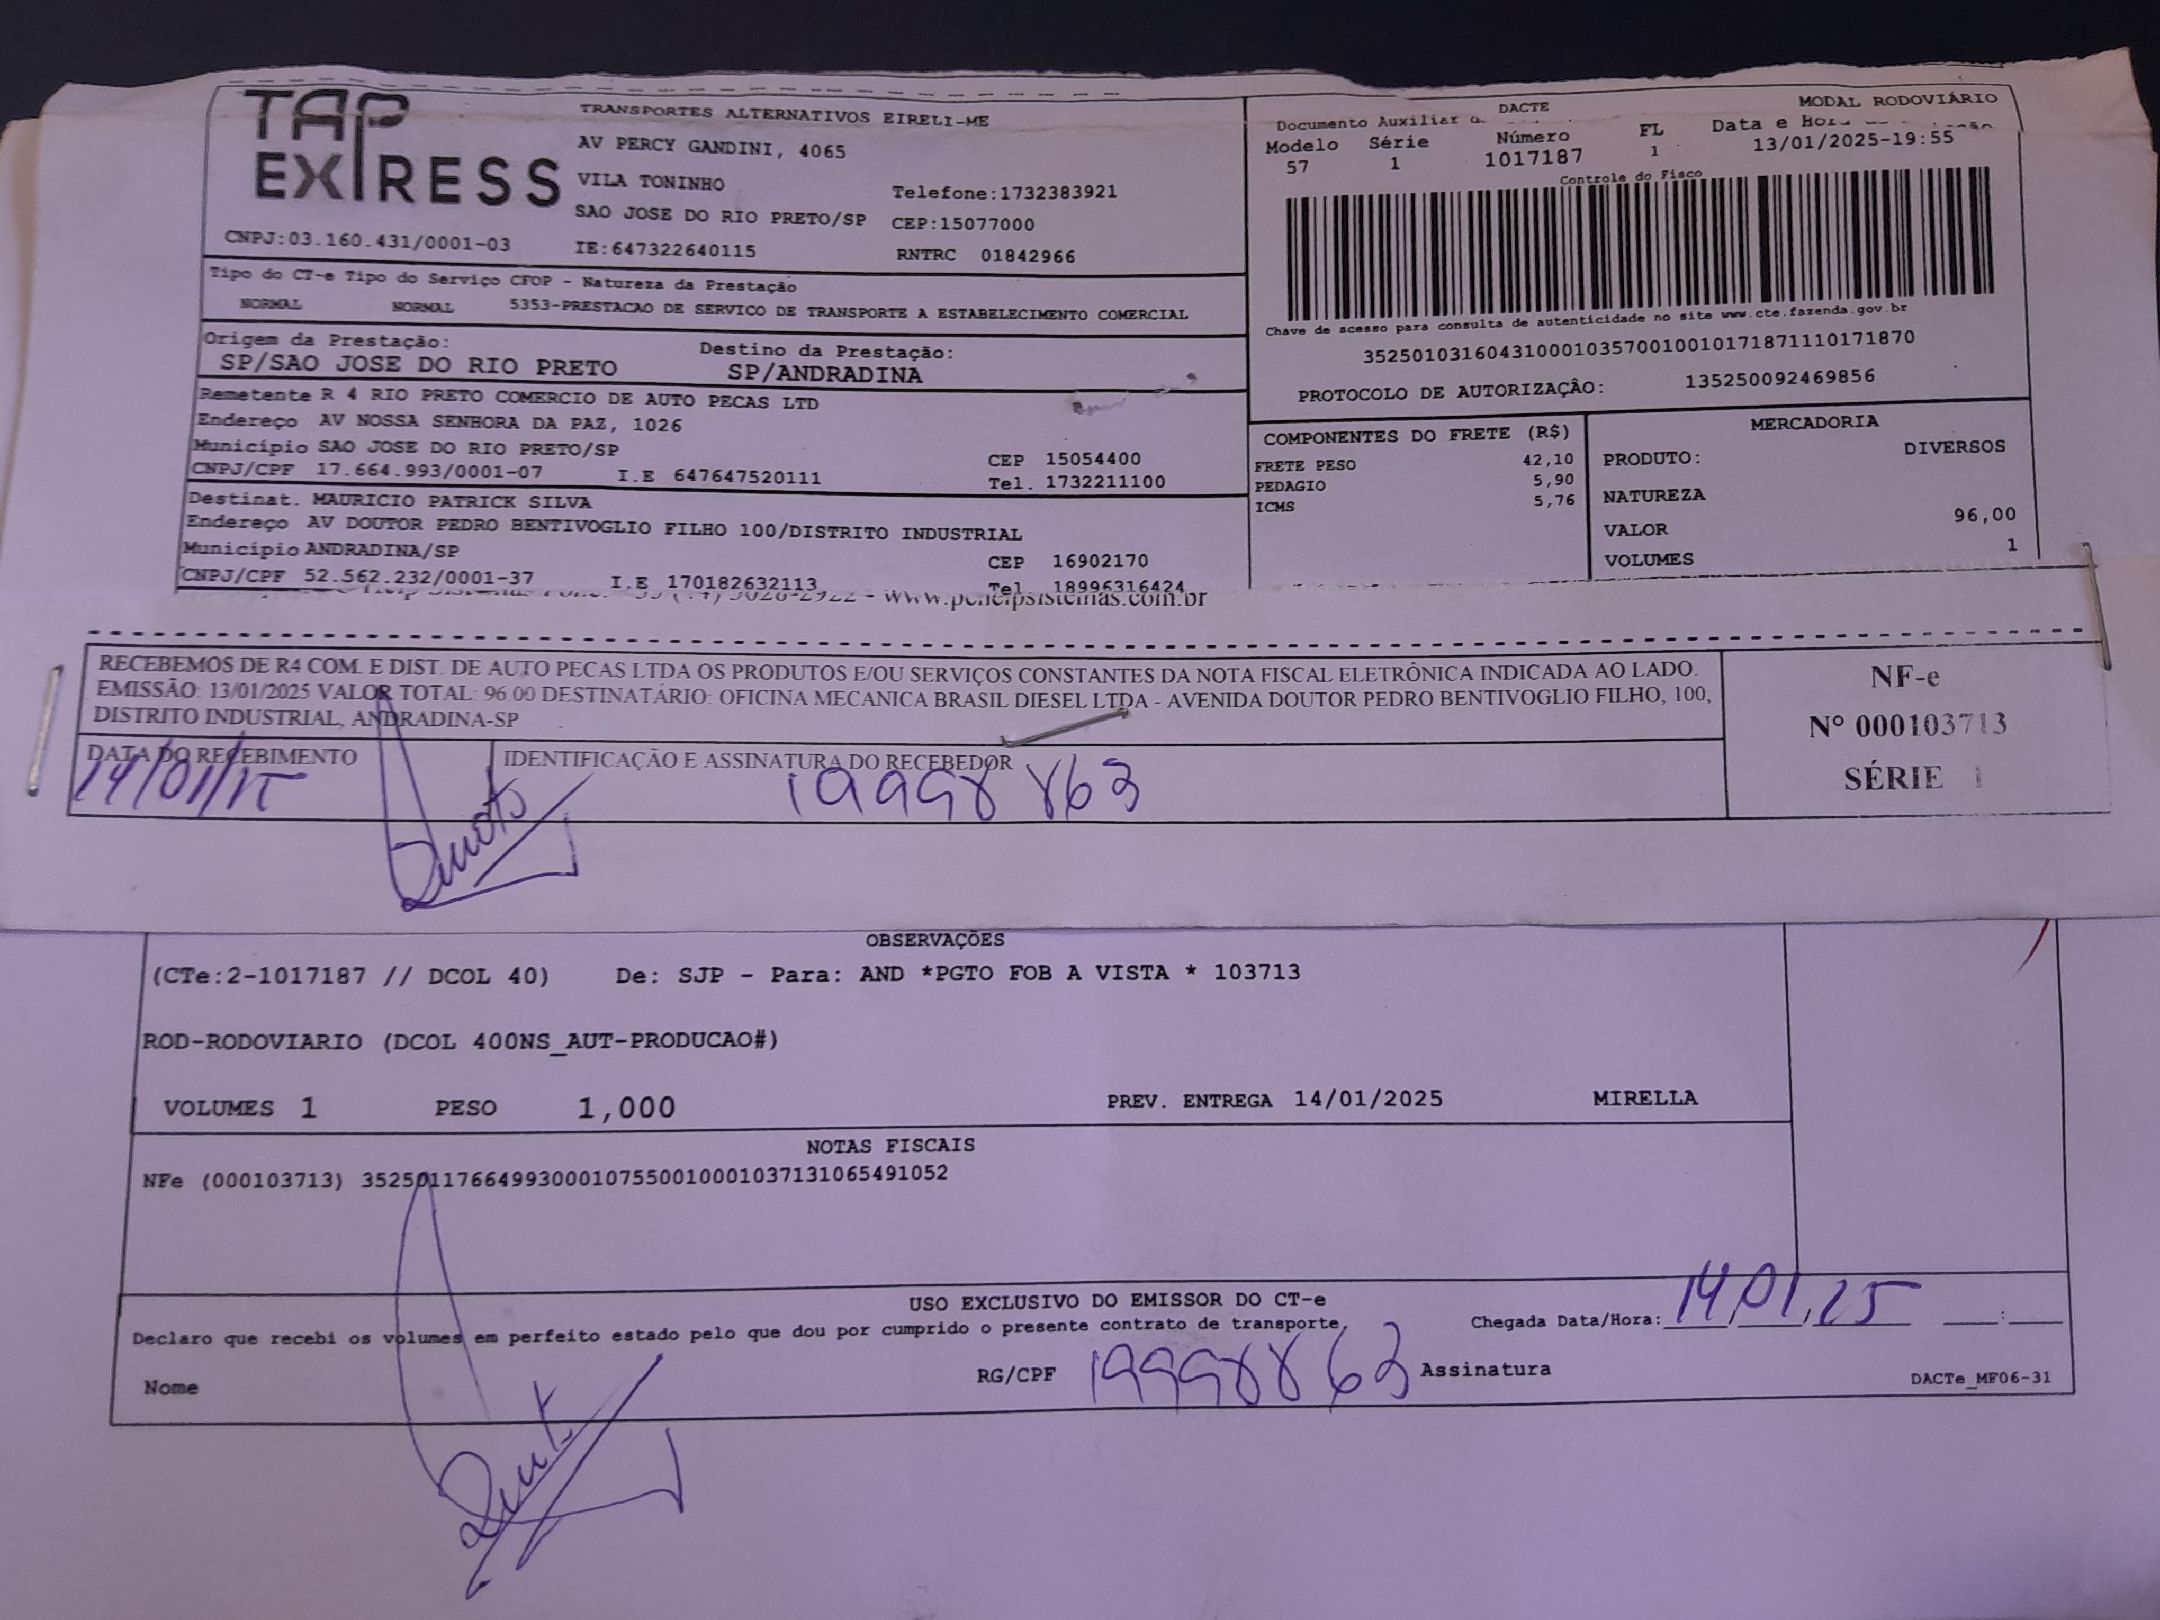 TAP EXPRESS
TRANSPORTES ALTERNATIVOS EIRELI-ME
AV PERCY GANDINI, 4065
VILA TONINHO
Telefone:1732383921
SAO JOSE DO RIO PRETO/SP CEP:15077000
CNPJ:03.160.431/0001-03 IE:647322640115 RNTRC 01842966
Tipo do CT-e Tipo do Serviço CFOP - Natureza da Prestação
NORMAL NORMAL 5353-PRESTACAO DE SERVICO DE TRANSPORTE A ESTABELECIMENTO COMERCIAL
Origem da Prestação: Destino da Prestação:
SP/SAO JOSE DO RIO PRETO SP/ANDRADINA
Remetente R 4 RIO PRETO COMERCIO DE AUTO PECAS LTD
Endereço AV NOSSA SENHORA DA PAZ, 1026
Município SAO JOSE DO RIO PRETO/SP CEP 15054400
CNPJ/CPF 17.664.993/0001-07 I.E 647647520111 Tel. 1732211100
Destinat. MAURICIO PATRICK SILVA
Endereço AV DOUTOR PEDRO BENTIVOGLIO FILHO 100/DISTRITO INDUSTRIAL
Município ANDRADINA/SP CEP 16902170
CNPJ/CPF 52.562.232/0001-37 I.E 170182632113 Tel 18996316424
DACTE MODAL RODOVIÁRIO
Documento Auxiliar
Modelo Série Número FL Data e
57 1 1017187 1 13/01/2025-19:55
Controle do Fisco
Chave de acesso para consulta de autenticidade no site www.cte.fazenda.gov.br
35250103160431000103570010010171871110171870
PROTOCOLO DE AUTORIZAÇÃO: 135250092469856
COMPONENTES DO FRETE (R$)
FRETE PESO 42,10
PEDAGIO 5,90
ICMS 5,76
MERCADORIA
PRODUTO: DIVERSOS
NATUREZA
VALOR 96,00
VOLUMES 1
www.pchelpsistemas.com.br
RECEBEMOS DE R4 COM. E DIST. DE AUTO PECAS LTDA OS PRODUTOS E/OU SERVIÇOS CONSTANTES DA NOTA FISCAL ELETRÔNICA INDICADA AO LADO.
EMISSÃO: 13/01/2025 VALOR TOTAL: 96.00 DESTINATÁRIO: OFICINA MECANICA BRASIL DIESEL LTDA - AVENIDA DOUTOR PEDRO BENTIVOGLIO FILHO, 100,
DISTRITO INDUSTRIAL, ANDRADINA-SP
DATA DO RECEBIMENTO IDENTIFICAÇÃO E ASSINATURA DO RECEBEDOR
19998863
NF-e
Nº 000103713
SÉRIE 1
OBSERVAÇÕES
(CTe:2-1017187 // DCOL 40) De: SJP - Para: AND *PGTO FOB A VISTA * 103713
ROD-RODOVIARIO (DCOL 400NS_AUT-PRODUCAO#)
VOLUMES 1 PESO 1,000 PREV. ENTREGA 14/01/2025 MIRELLA
NOTAS FISCAIS
NFe (000103713) 35250117664993000107550010001037131065491052
USO EXCLUSIVO DO EMISSOR DO CT-e
Declaro que recebi os volumes em perfeito estado pelo que dou por cumprido o presente contrato de transporte. Chegada Data/Hora: 14/01/25
Nome RG/CPF 19998863 Assinatura DACTe_MF06-31